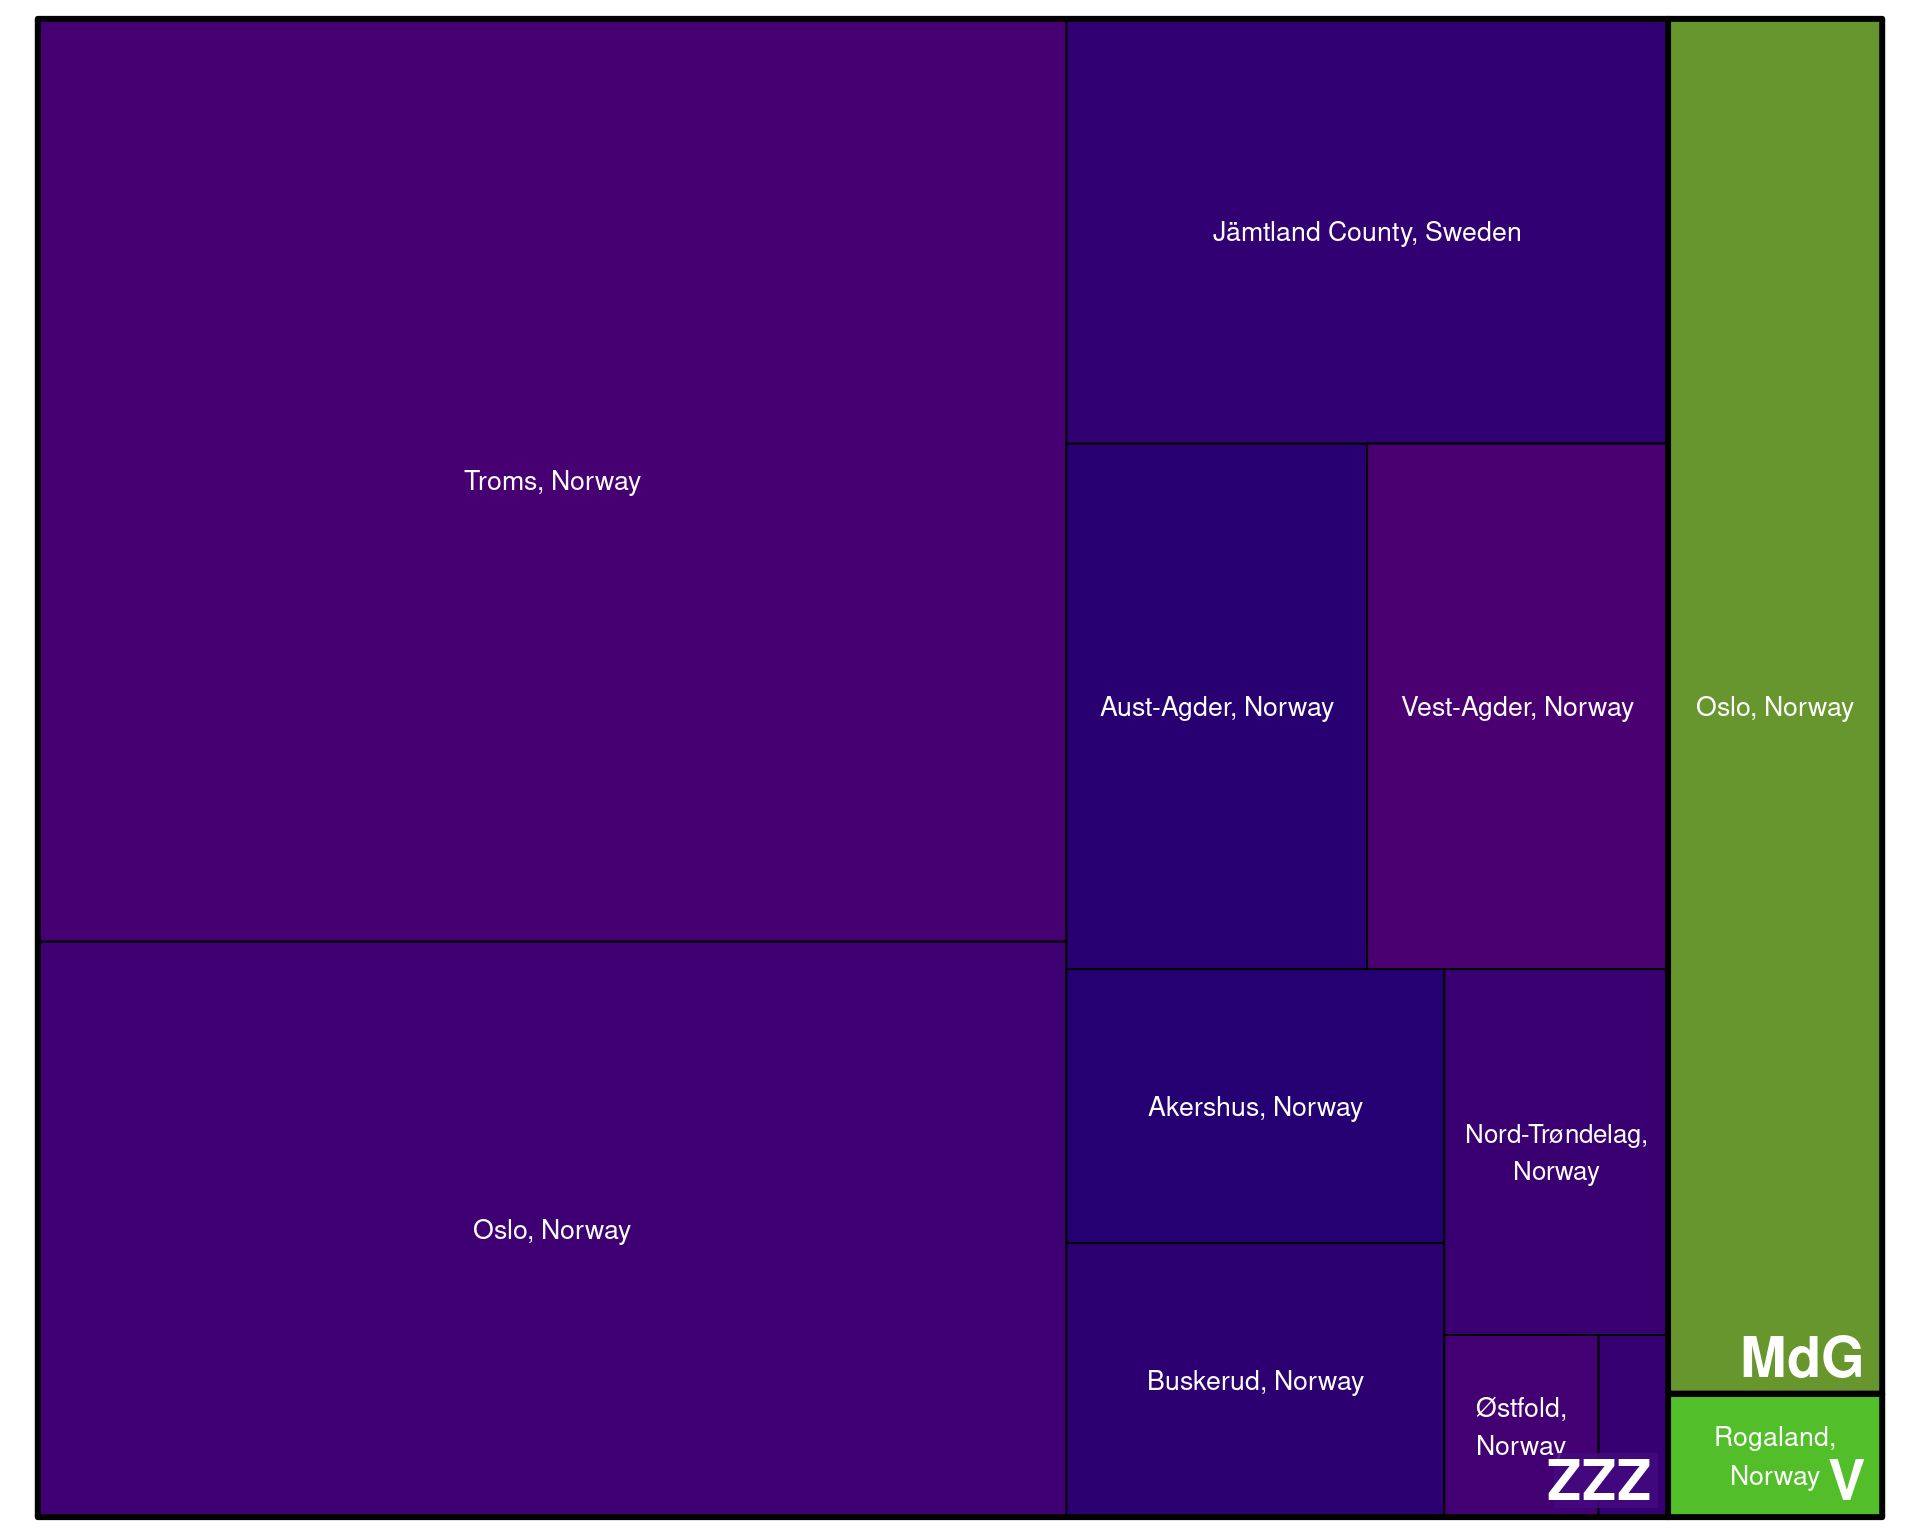 Troms, Norway
Oslo, Norway
Jämtland County, Sweden
Aust-Agder, Norway
Vest-Agder, Norway
Akershus, Norway
Buskerud, Norway
Nord-Trøndelag,
Norway
Østfold,
Norway
ZZZ
Oslo, Norway
MdG
Rogaland,
Norway
V